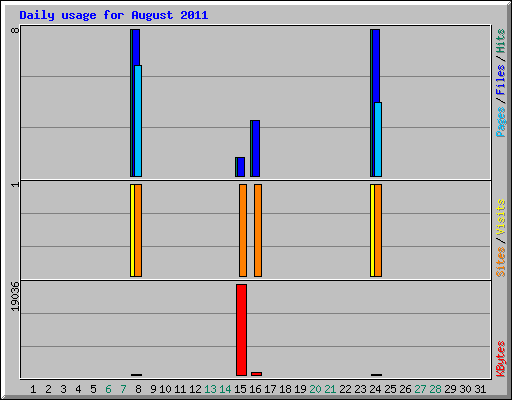 Daily usage for August 2011
8
Pages / Files / Hits
1
Sites / Visits
19036
KBytes
1 2 3 4 5 6 7 8 9 10 11 12 13 14 15 16 17 18 19 20 21 22 23 24 25 26 27 28 29 30 31